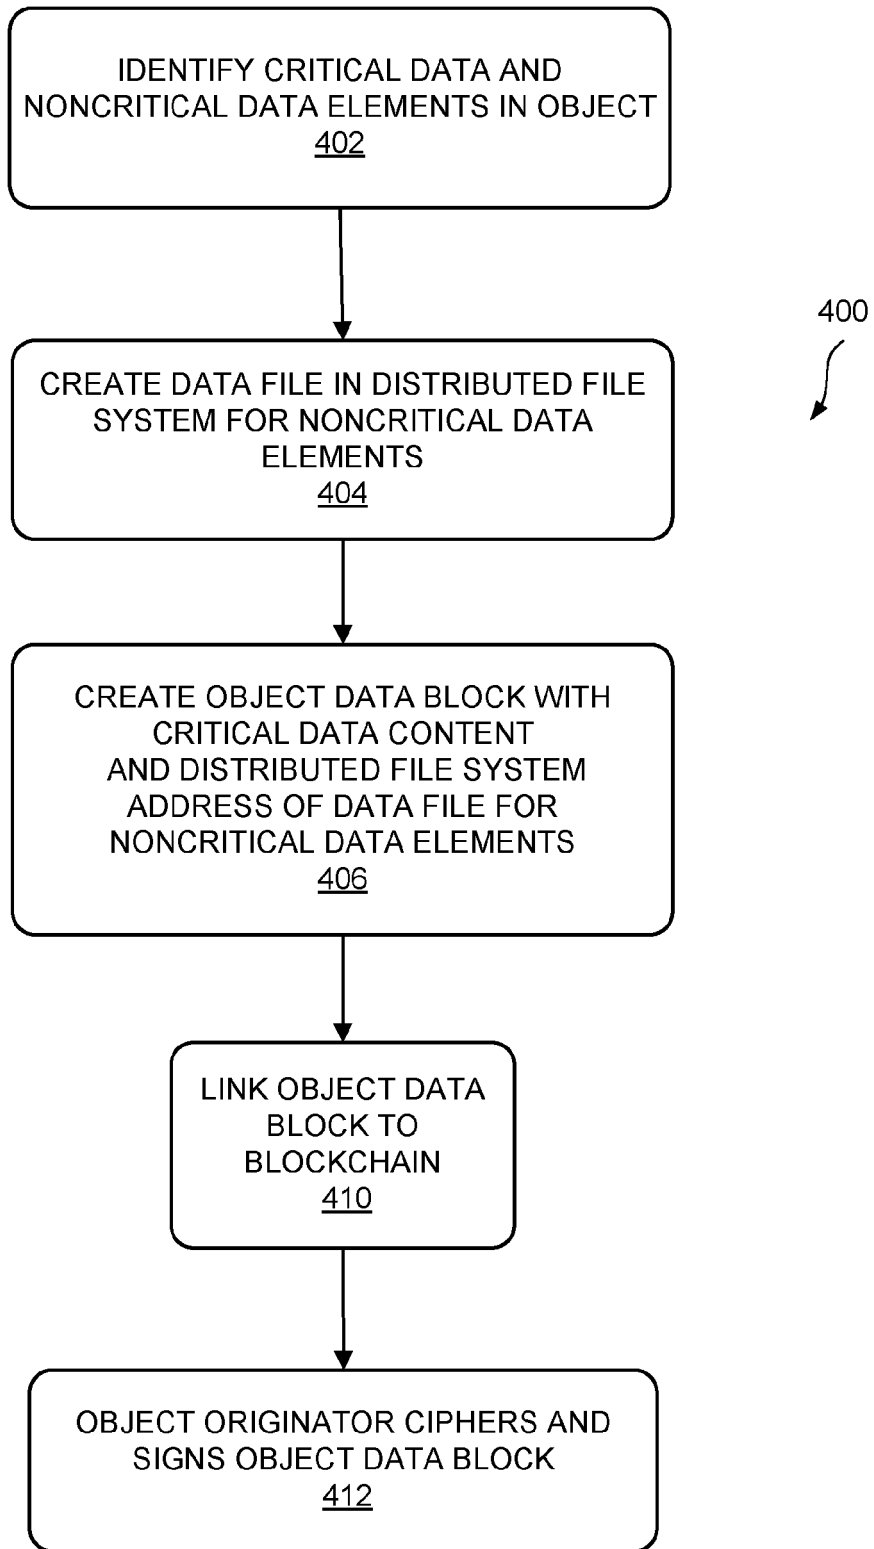 IDENTIFY CRITICAL DATA AND
NONCRITICAL DATA ELEMENTS IN OBJECT
402
400
CREATE DATA FILE IN DISTRIBUTED FILE
SYSTEM FOR NONCRITICAL DATA
ELEMENTS
404
CREATE OBJECT DATA BLOCK WITH
CRITICAL DATA CONTENT
AND DISTRIBUTED FILE SYSTEM
ADDRESS OF DATA FILE FOR
NONCRITICAL DATA ELEMENTS
406
LINK OBJECT DATA
BLOCK TO
BLOCKCHAIN
410
OBJECT ORIGINATOR CIPHERS AND
SIGNS OBJECT DATA BLOCK
412